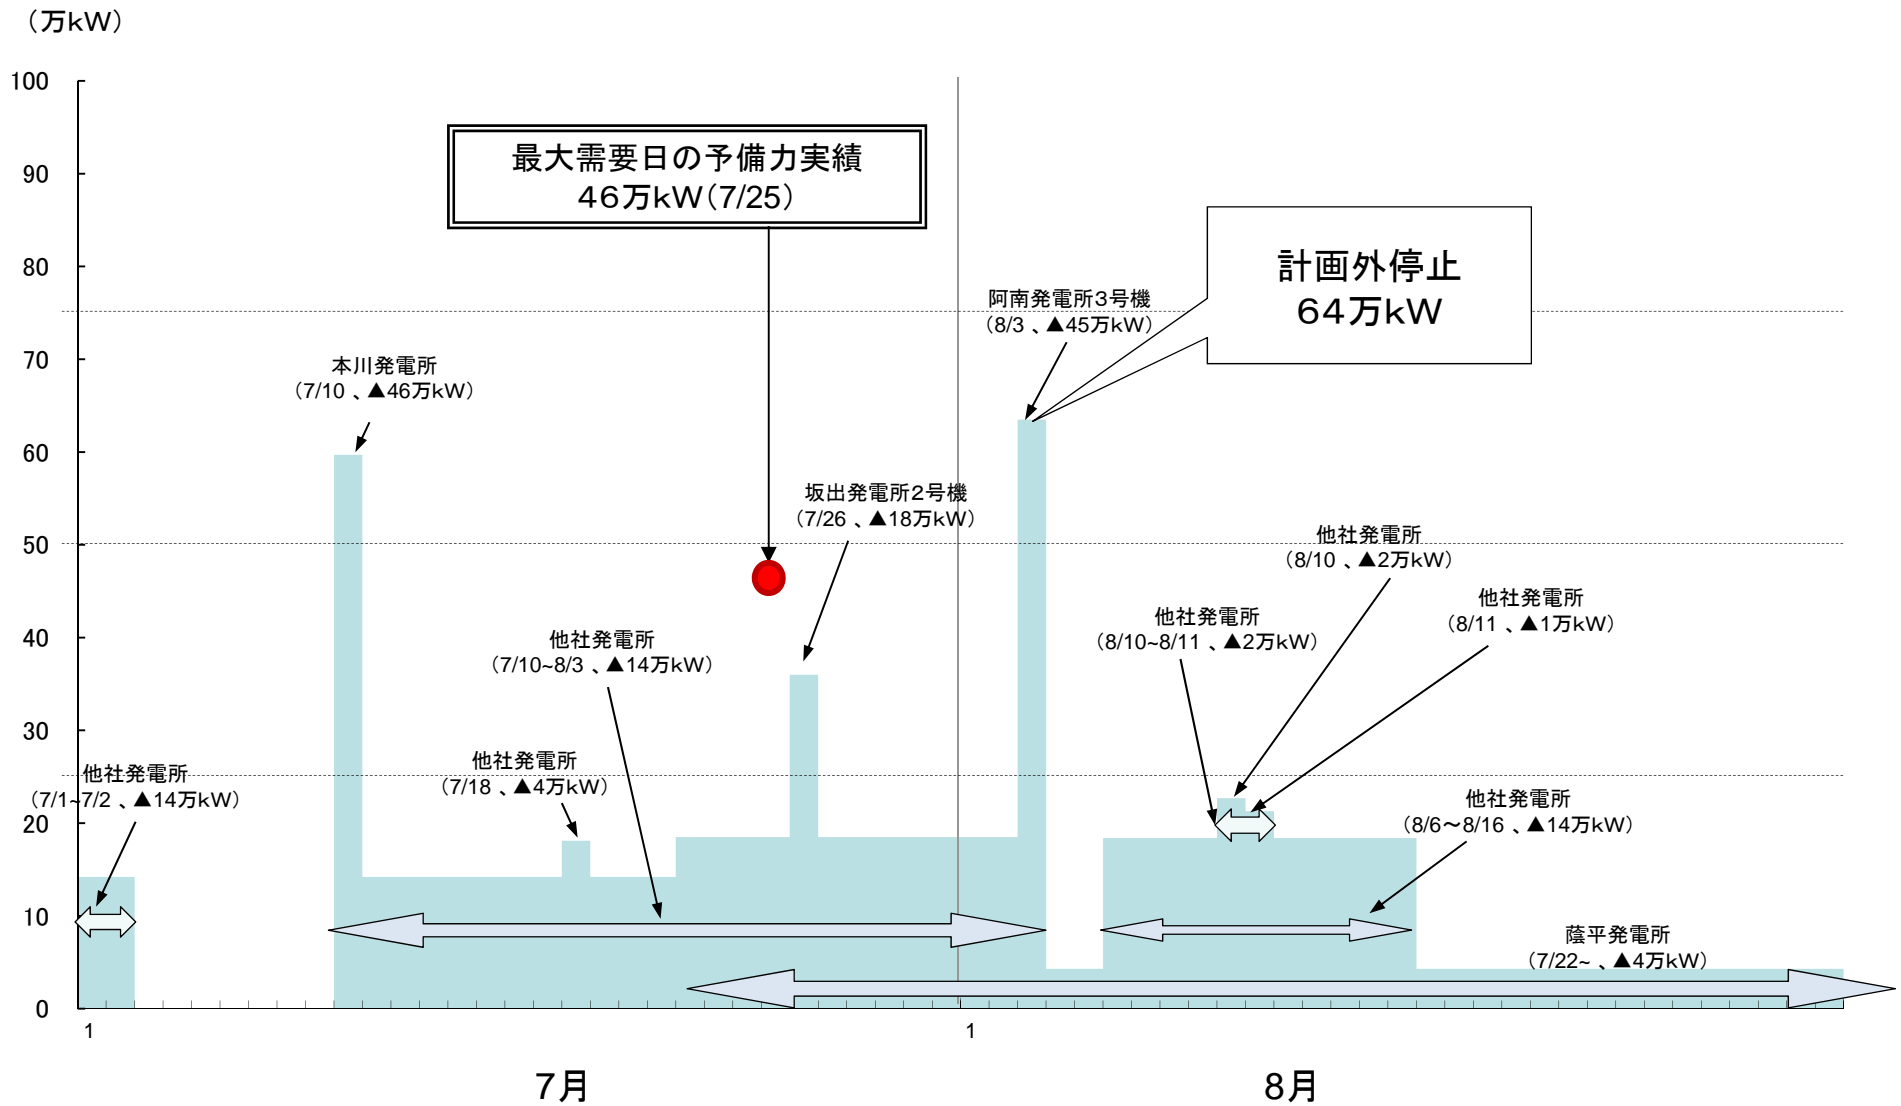 （万kW）
100
90
80
70
60
50
40
30
20
10
0
最大需要日の予備力実績
46万kW（7/25）
計画外停止
64万kW
阿南発電所3号機
（8/3 、▲45万kW）
本川発電所
（7/10 、▲46万kW）
坂出発電所2号機
（7/26 、▲18万kW）
他社発電所
（8/10 、▲2万kW）
他社発電所
（8/11 、▲1万kW）
他社発電所
（8/10~8/11 、▲2万kW）
他社発電所
（7/10~8/3 、▲14万kW）
他社発電所
（7/18 、▲4万kW）
他社発電所
（7/1~7/2 、▲14万kW）
他社発電所
（8/6～8/16 、▲14万kW）
蔭平発電所
（7/22~ 、▲4万kW）
1
1
7月
8月